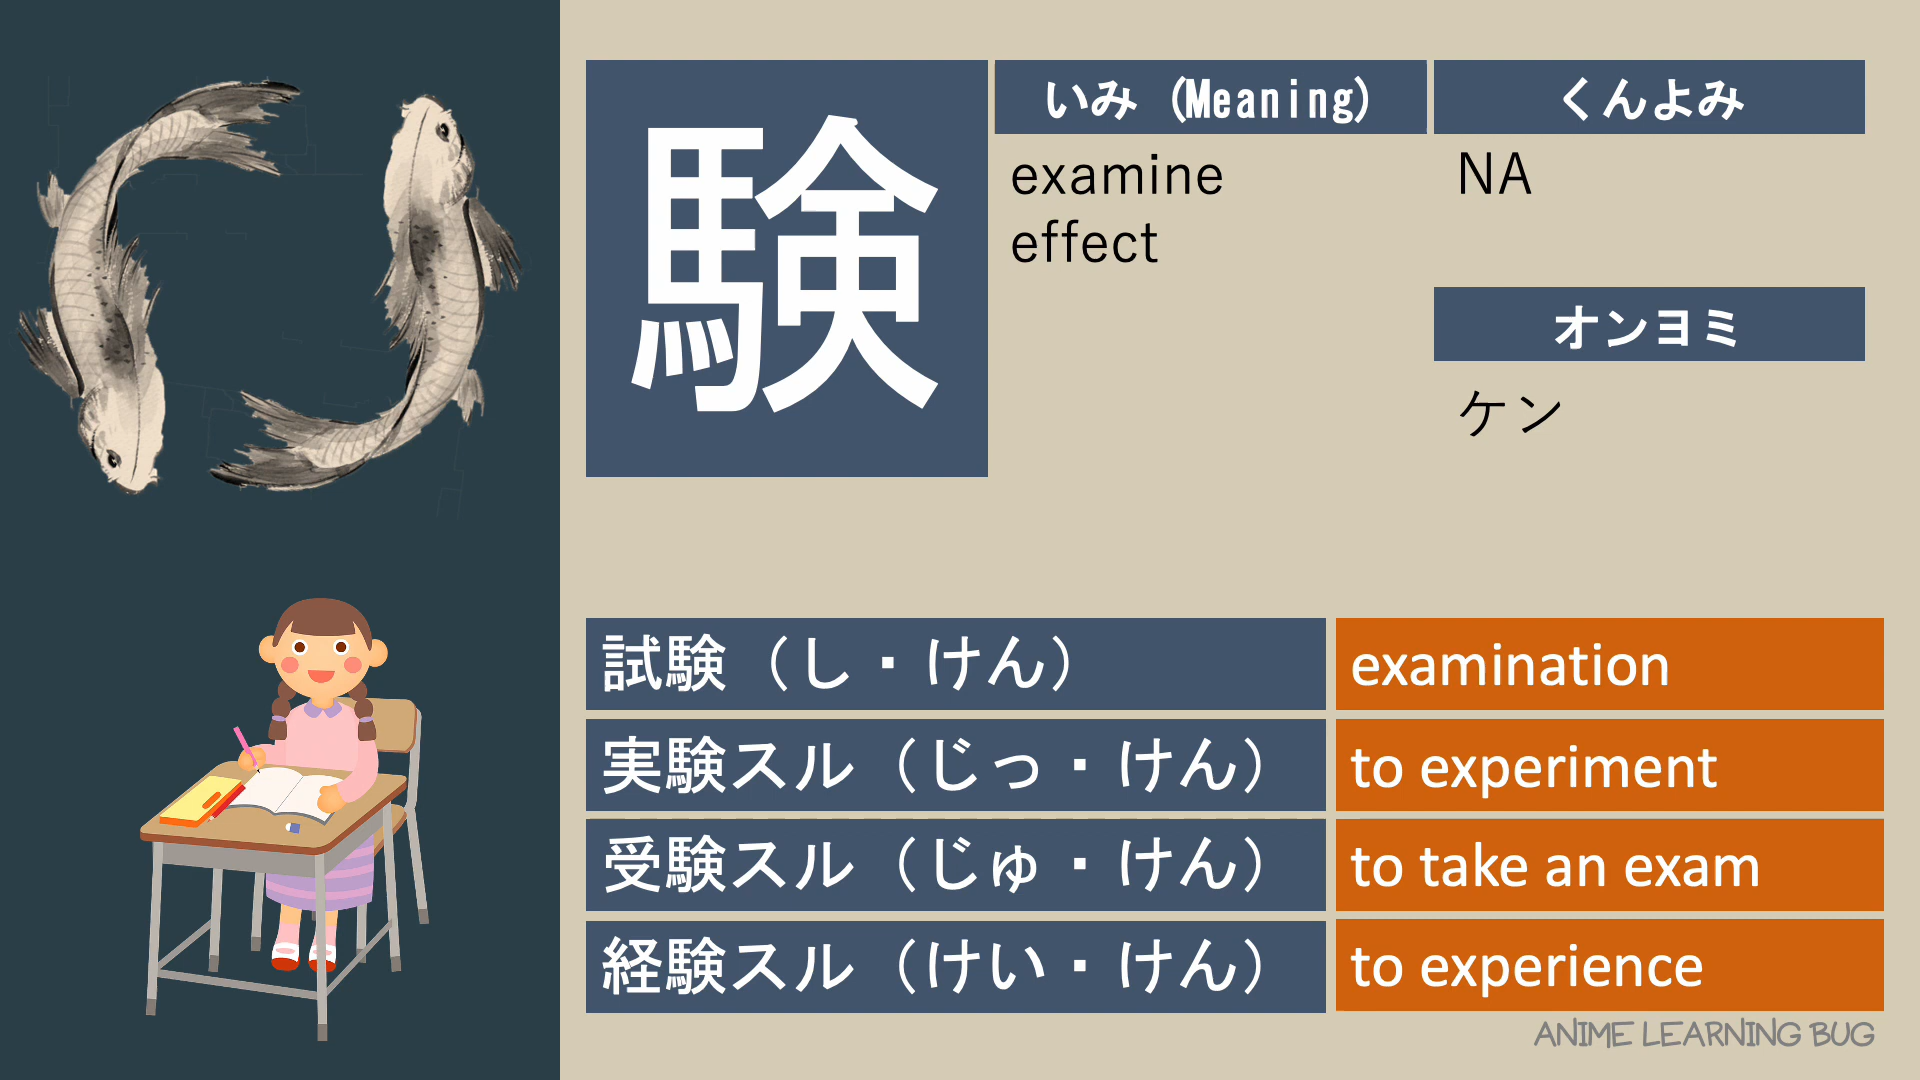 験
いみ (Meaning)
examine
effect
くんよみ
NA
オンヨミ
ケン
試験（し・けん）
examination
実験スル（じっ・けん）
to experiment
受験スル（じゅ・けん）
to take an exam
経験スル（けい・けん）
to experience
ANIME LEARNING BUG